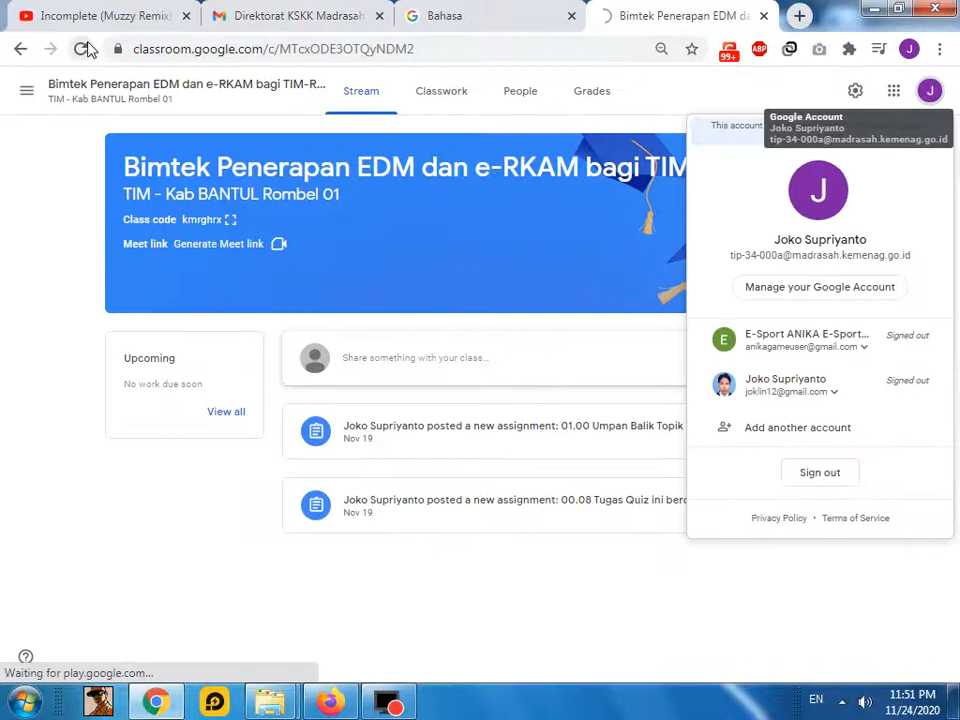 Incomplete (Muzzy Remix)
Direktorat KSKK Madrasah
Bahasa
Bimtek Penerapan EDM da
classroom.google.com/c/MTcxODE3OTQyNDM2
99+
ABP
J
Bimtek Penerapan EDM dan e-RKAM bagi TIM-R...
TIM - Kab BANTUL Rombel 01
Stream
Classwork
People
Grades
J
This account
Google Account
Joko Supriyanto
tip-34-000a@madrasah.kemenag.go.id
Bimtek Penerapan EDM dan e-RKAM bagi TIM
TIM - Kab BANTUL Rombel 01
Class code kmrghrx
Meet link Generate Meet link
J
Joko Supriyanto
tip-34-000a@madrasah.kemenag.go.id
Manage your Google Account
E
E-Sport ANIKA E-Sport...
Signed out
anikagameuser@gmail.com
Joko Supriyanto
Signed out
joklin12@gmail.com
Add another account
Sign out
Privacy Policy • Terms of Service
Upcoming
No work due soon
View all
Share something with your class...
Joko Supriyanto posted a new assignment: 01.00 Umpan Balik Topik
Nov 19
Joko Supriyanto posted a new assignment: 00.08 Tugas Quiz ini berd
Nov 19
Waiting for play.google.com...
EN
11:51 PM
11/24/2020